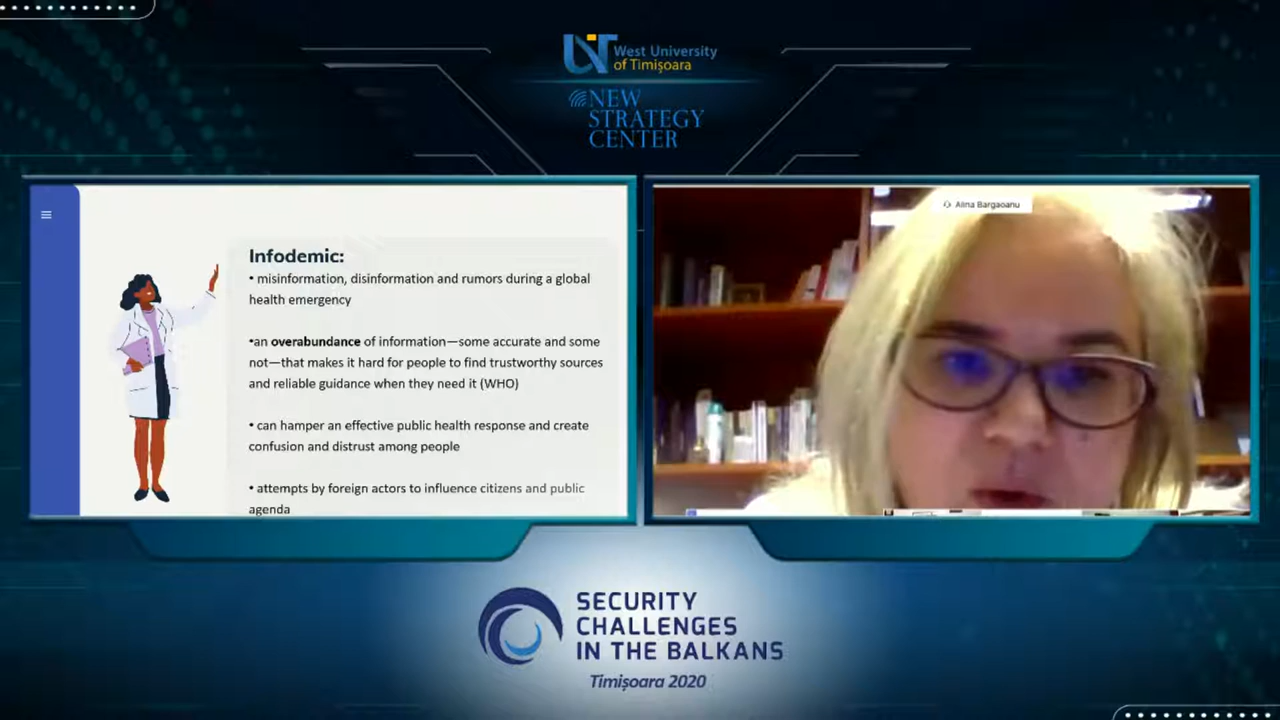 West University
of Timișoara
NEW
STRATEGY
CENTER
Infodemic:
• misinformation, disinformation and rumors during a global
health emergency
•an overabundance of information—some accurate and some
not—that makes it hard for people to find trustworthy sources
and reliable guidance when they need it (WHO)
• can hamper an effective public health response and create
confusion and distrust among people
• attempts by foreign actors to influence citizens and public
agenda
Alina Bargaoanu
SECURITY
CHALLENGES
IN THE BALKANS
Timișoara 2020